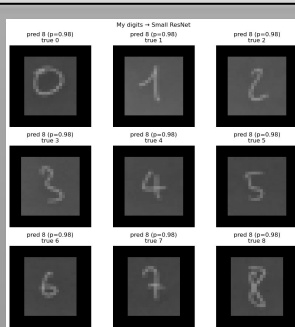 My digits → Small ResNet
pred 8 (p=0.98) pred 8 (p=0.98) pred 8 (p=0.98)
true 0 true 1 true 2
0 1 2
pred 8 (p=0.98) pred 8 (p=0.98) pred 8 (p=0.98)
true 3 true 4 true 5
3 4 5
pred 8 (p=0.98) pred 8 (p=0.98) pred 8 (p=0.98)
true 6 true 7 true 8
6 7 8